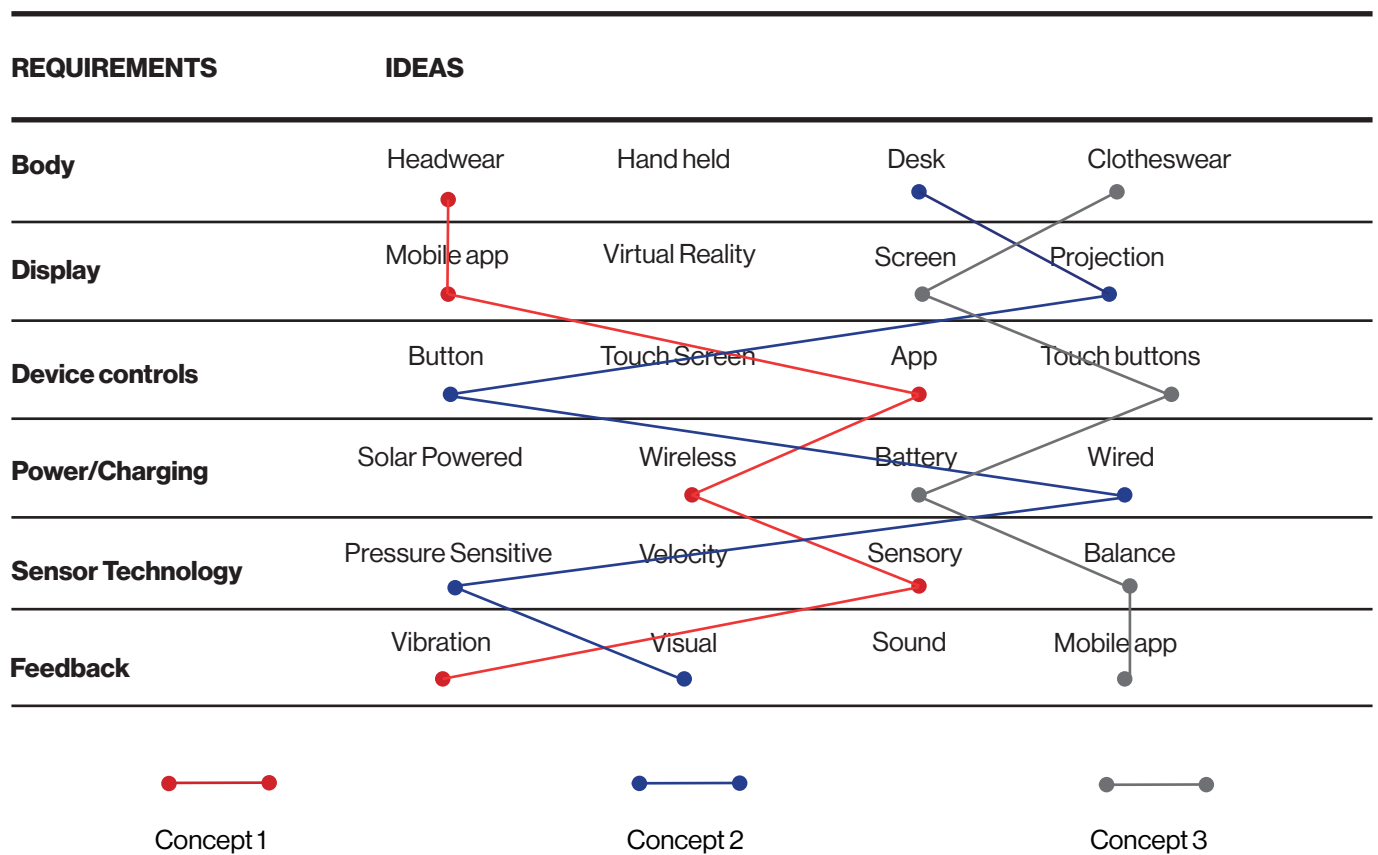 REQUIREMENTS IDEAS
Body Headwear Hand held Desk Clotheswear
Display Mobile app Virtual Reality Screen Projection
Device controls Button Touch Screen App Touch buttons
Power/Charging Solar Powered Wireless Battery Wired
Sensor Technology Pressure Sensitive Velocity Sensory Balance
Feedback Vibration Visual Sound Mobile app
Concept 1 Concept 2 Concept 3